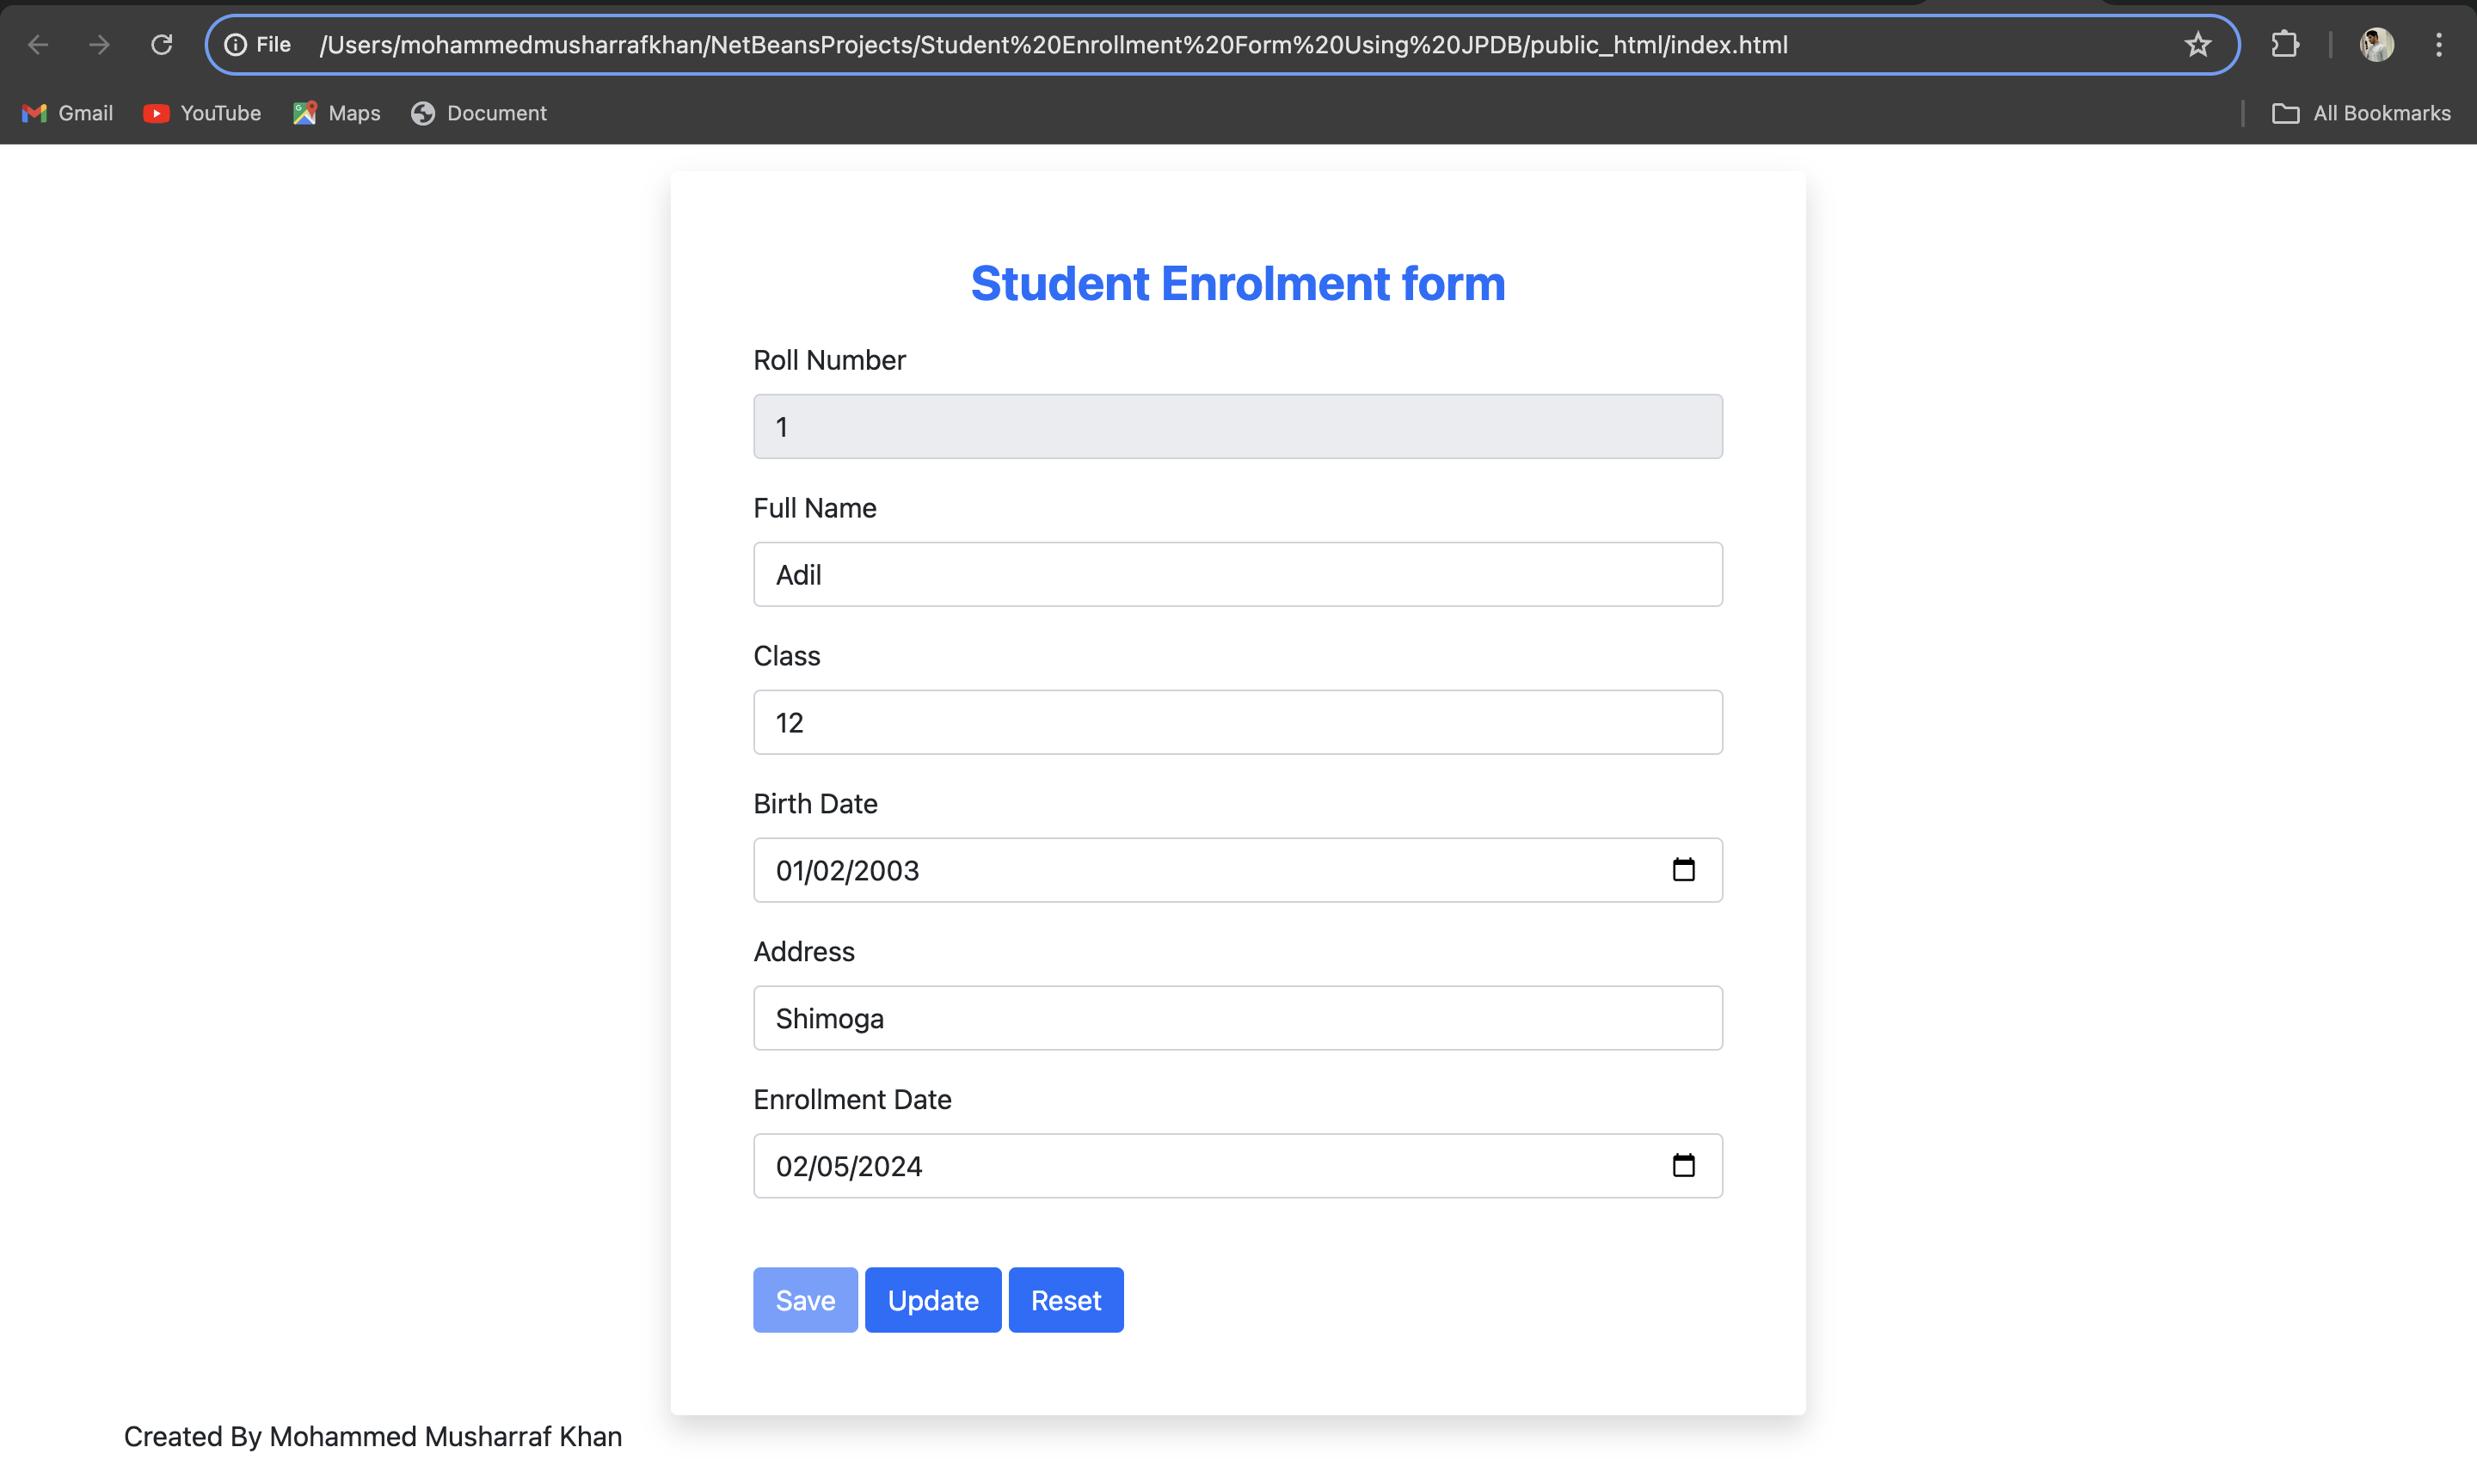 File /Users/mohammedmusharrafkhan/NetBeansProjects/Student%20Enrollment%20Form%20Using%20JPDB/public_html/index.html
Gmail YouTube Maps Document All Bookmarks
Student Enrolment form
Roll Number
1
Full Name
Adil
Class
12
Birth Date
01/02/2003
Address
Shimoga
Enrollment Date
02/05/2024
Save Update Reset
Created By Mohammed Musharraf Khan